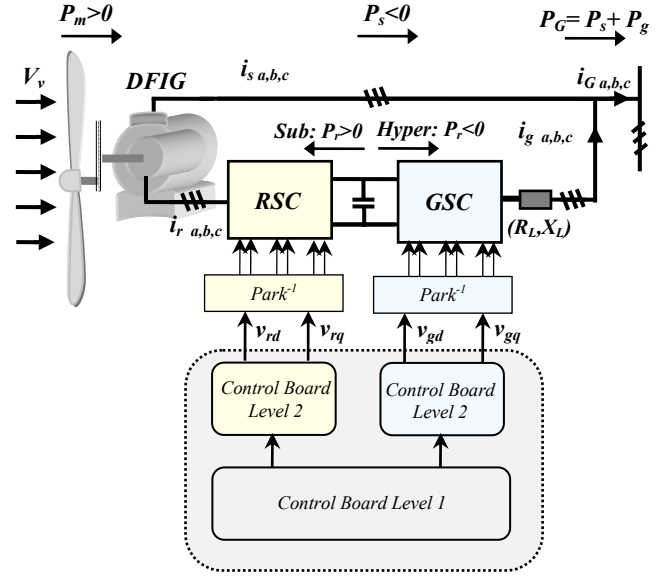 P_m>0 P_s<0 P_G= P_s+ P_g
V_v DFIG i_s a,b,c i_G a,b,c
Sub: P_r>0 Hyper: P_r<0 i_g a,b,c
RSC GSC
i_r a,b,c (R_L,X_L)
Park^-1 Park^-1
v_rd v_rq v_gd v_gq
Control Board Control Board
Level 2 Level 2
Control Board Level 1